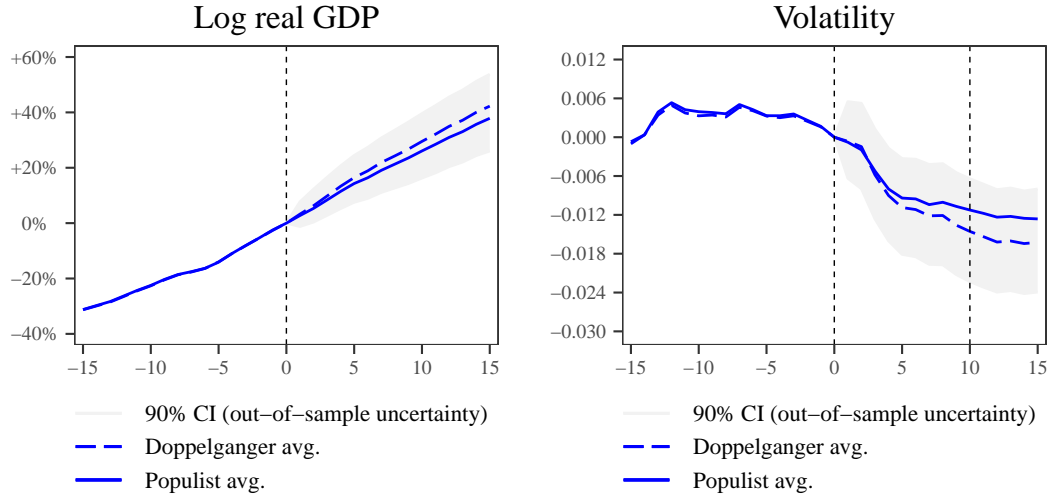 Log real GDP
+60%
+40%
+20%
0%
−20%
−40%
−15 −10 −5 0 5 10 15
90% CI (out−of−sample uncertainty)
Doppelganger avg.
Populist avg.
Volatility
0.012
0.006
0.000
−0.006
−0.012
−0.018
−0.024
−0.030
−15 −10 −5 0 5 10 15
90% CI (out−of−sample uncertainty)
Doppelganger avg.
Populist avg.